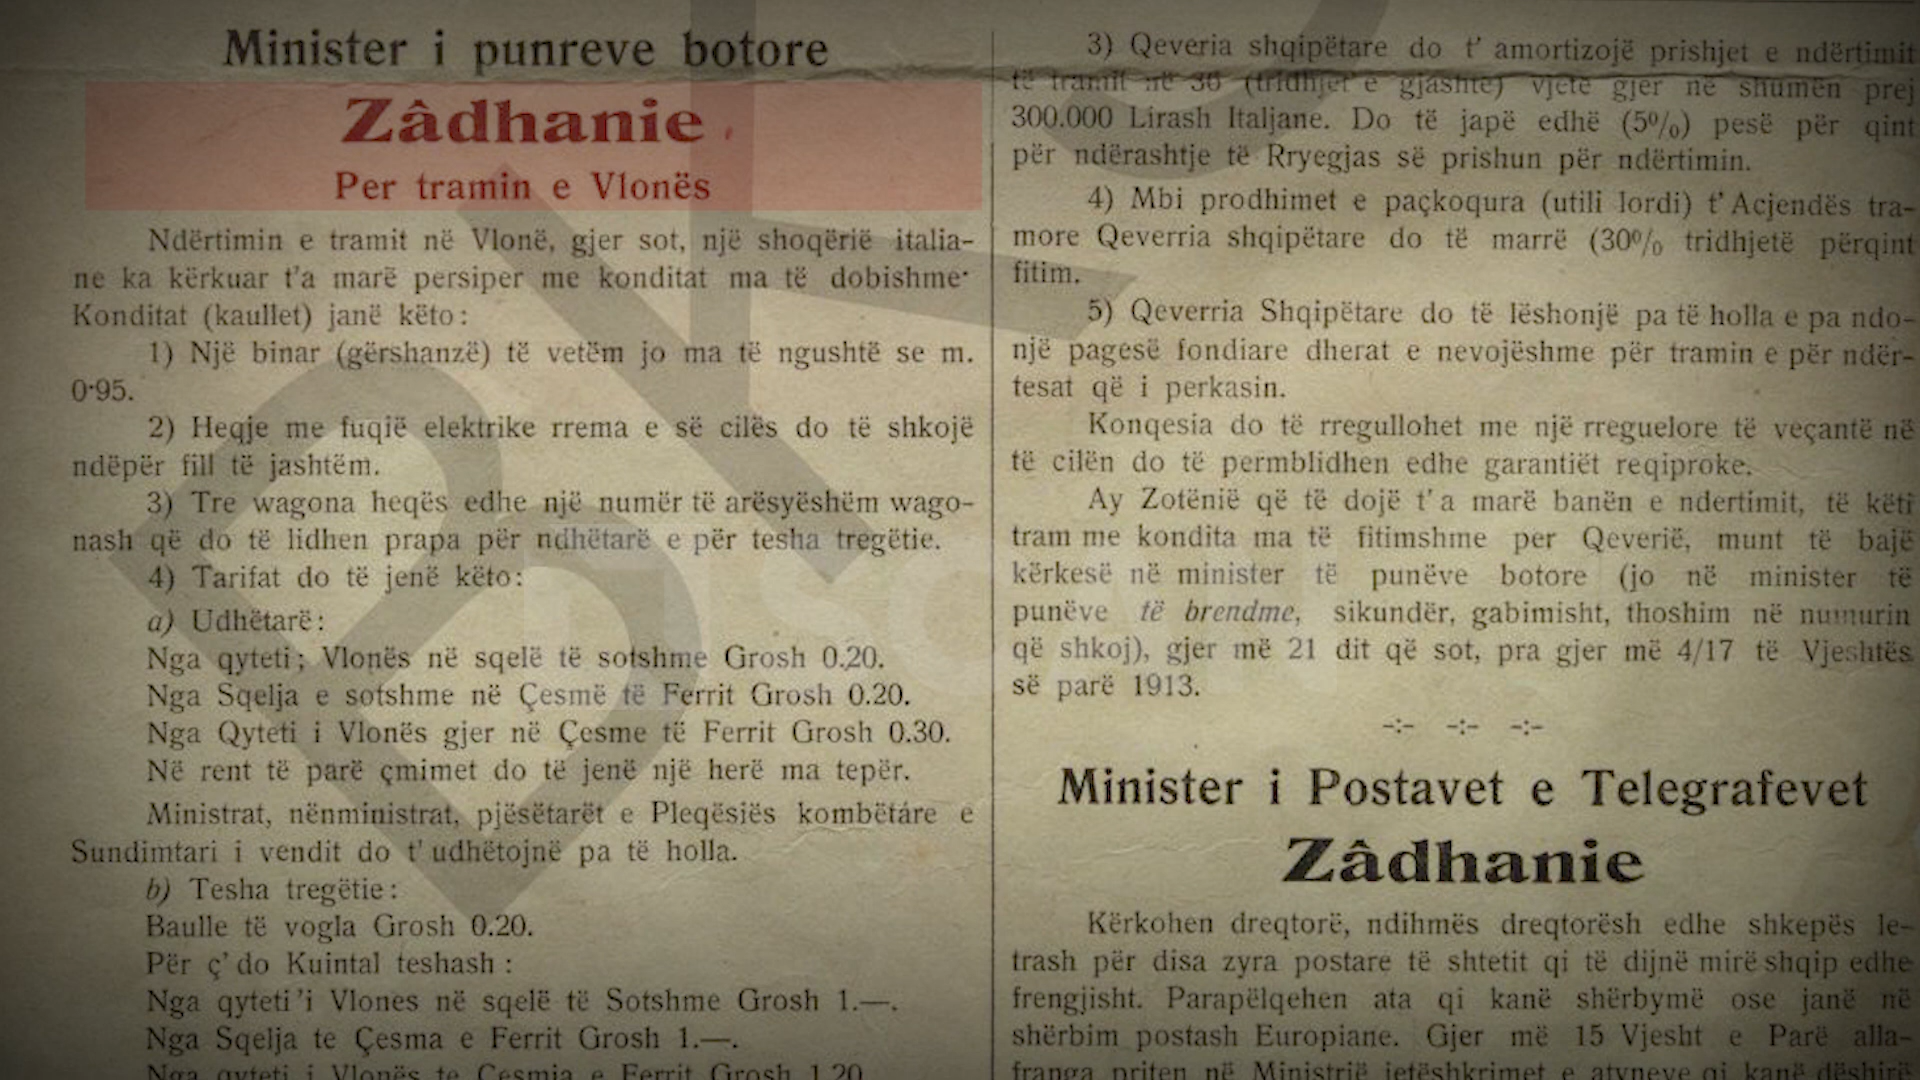 Minister i punreve botore
Zâdhanie
Per tramin e Vlonës
Ndërtimin e tramit në Vlonë, gjer sot, një shoqërië italia-
ne ka kërkuar t'a marë persiper me konditat ma të dobishme·
Konditat (kaullet) janë këto:
1) Një binar (gërshanzë) të vetëm jo ma të ngushtë se m.
0·95.
2) Heqje me fuqië elektrike rrema e së cilës do të shkojë
ndëpër fill të jashtëm.
3) Tre wagona heqës edhe një numër të arësyëshëm wago-
nash që do të lidhen prapa për ndhëtarë e për tesha tregëtie.
4) Tarifat do të jenë këto:
a) Udhëtarë:
Nga qyteti; Vlonës në sqelë të sotshme Grosh 0.20.
Nga Sqelja e sotshme në Çesmë të Ferrit Grosh 0.20.
Nga Qyteti i Vlonës gjer në Çesme të Ferrit Grosh 0.30.
Në rent të parë çmimet do të jenë një herë ma tepër.
Ministrat, nënministrat, pjësëtarët e Pleqësiës kombëtáre e
Sundimtari i vendit do t' udhëtojnë pa të holla.
b) Tesha tregëtie:
Baulle të vogla Grosh 0.20.
Për ç' do Kuintal teshash:
Nga qyteti 'i Vlones në sqelë të Sotshme Grosh 1.—.
Nga Sqelja te Çesma e Ferrit Grosh 1.—.
Nga qyteti i Vlonës te Çesmja e Ferrit Grosh 1.20
3) Qeveria shqipëtare do t' amortizojë prishjet e ndërtimit
të tramit në 36 (tridhjet' e gjashtë) vjetë gjer në shumën prej
300.000 Lirash Italjane. Do të japë edhë (5%) pesë për qint
për ndërashtje të Rryegjas së prishun për ndërtimin.
4) Mbi prodhimet e paçkoqura (utili lordi) t' Acjendës tra-
more Qeverria shqipëtare do të marrë (30% tridhjetë përqint
fitim.
5) Qeverria Shqipëtare do të lëshonjë pa të holla e pa ndo-
një pagesë fondiare dherat e nevojëshme për tramin e për ndër-
tesat që i perkasin.
Konqesia do të rregullohet me një rreguelore të veçantë në
të cilën do të permblidhen edhe garantiët reqiproke.
Ay Zotënië që të dojë t' a marë banën e ndertimit, të këti
tram me kondita ma të fitimshme per Qeverië, munt të bajë
kërkesë në minister të punëve botore (jo në minister të
punëve të brendme, sikundër, gabimisht, thoshim në numurin
që shkoj), gjer më 21 dit që sot, pra gjer më 4/17 të Vjeshtës
së parë 1913.
-:- -:- -:-
Minister i Postavet e Telegrafevet
Zâdhanie
Kërkohen dreqtorë, ndihmës dreqtorësh edhe shkepës le-
trash për disa zyra postare të shtetit qi të dijnë mirë shqip edhe
frengjisht. Parapëlqehen ata qi kanë shërbymë ose janë në
shërbim postash Europiane. Gjer më 15 Vjesht e Parë alla-
franga priten në Ministrië jetëshkrimet e atyneve qi kanë dëshirë